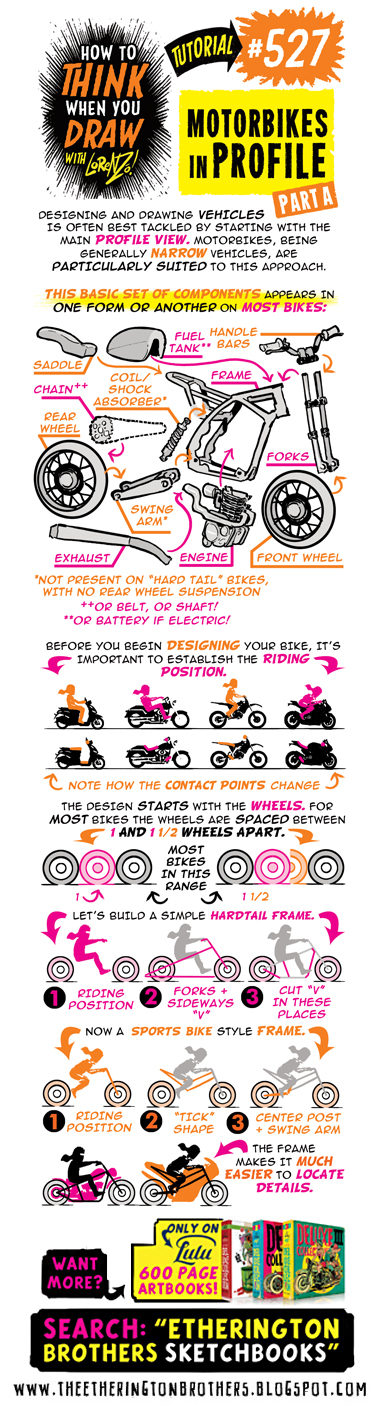 HOW TO
THINK
WHEN YOU
DRAW
WITH LORENZO!
TUTORIAL
#527
MOTORBIKES
IN PROFILE
PART A
DESIGNING AND DRAWING VEHICLES
IS OFTEN BEST TACKLED BY STARTING WITH THE
MAIN PROFILE VIEW. MOTORBIKES, BEING
GENERALLY NARROW VEHICLES, ARE
PARTICULARLY SUITED TO THIS APPROACH.
THIS BASIC SET OF COMPONENTS APPEARS IN
ONE FORM OR ANOTHER ON MOST BIKES:
SADDLE
FUEL
TANK**
HANDLE
BARS
CHAIN++
COIL/
SHOCK
ABSORBER*
FRAME
REAR
WHEEL
FORKS
SWING
ARM*
EXHAUST
ENGINE
FRONT WHEEL
*NOT PRESENT ON "HARD TAIL" BIKES,
WITH NO REAR WHEEL SUSPENSION
++OR BELT, OR SHAFT!
**OR BATTERY IF ELECTRIC!
BEFORE YOU BEGIN DESIGNING YOUR BIKE, IT'S
IMPORTANT TO ESTABLISH THE RIDING
POSITION.
NOTE HOW THE CONTACT POINTS CHANGE
THE DESIGN STARTS WITH THE WHEELS. FOR
MOST BIKES THE WHEELS ARE SPACED BETWEEN
1 AND 1 1/2 WHEELS APART.
MOST
BIKES
IN THIS
RANGE
1
1 1/2
LET'S BUILD A SIMPLE HARDTAIL FRAME.
1 RIDING
POSITION
2 FORKS +
SIDEWAYS
"V"
3 CUT "V"
IN THESE
PLACES
NOW A SPORTS BIKE STYLE FRAME.
1 RIDING
POSITION
2 "TICK"
SHAPE
3 CENTER POST
+ SWING ARM
THE FRAME
MAKES IT MUCH
EASIER TO LOCATE
DETAILS.
WANT
MORE?
ONLY ON
Lulu
600 PAGE
ARTBOOKS!
SEARCH: "ETHERINGTON
BROTHERS SKETCHBOOKS"
WWW.THEETHERINGTONBROTHERS.BLOGSPOT.COM